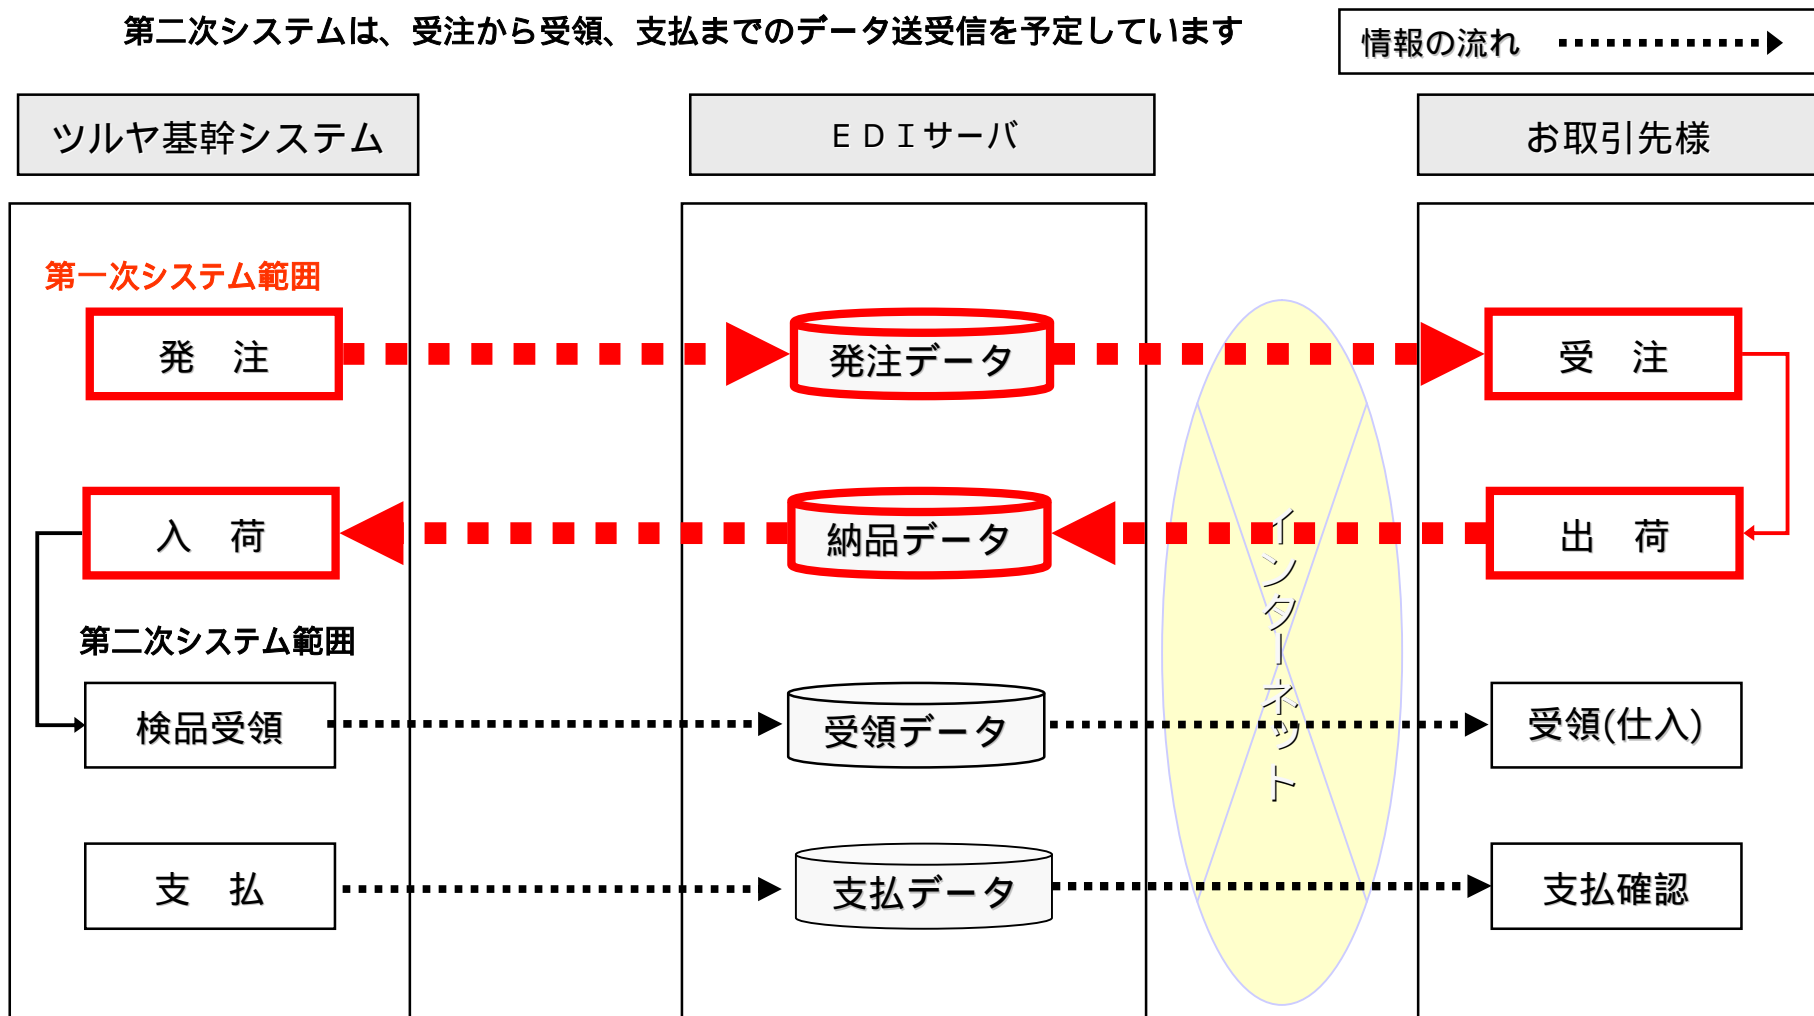 第二次システムは、受注から受領、支払までのデータ送受信を予定しています
情報の流れ
ツルヤ基幹システム
ＥＤＩサーバ
お取引先様
第一次システム範囲
発　注
発注データ
受　注
入　荷
納品データ
出　荷
インターネット
第二次システム範囲
検品受領
受領データ
受領(仕入)
支　払
支払データ
支払確認